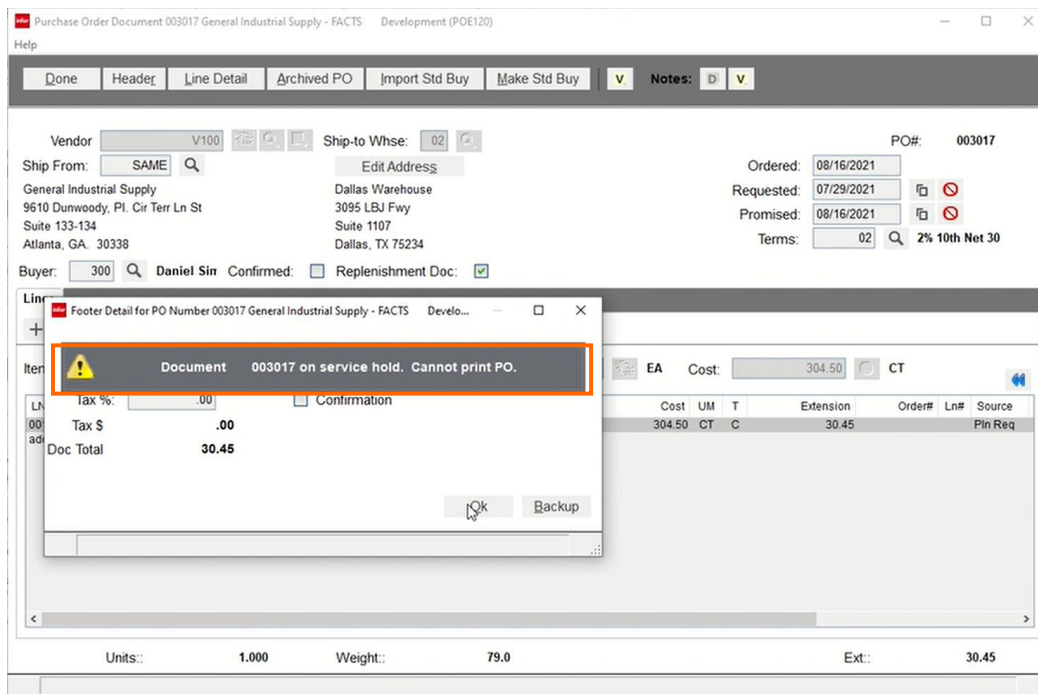 infor Purchase Order Document 003017 General Industrial Supply - FACTS Development (POE120)
Help
Done Header Line Detail Archived PO Import Std Buy Make Std Buy V Notes: D V
Vendor V100 Ship-to Whse: 02 PO#: 003017
Ship From: SAME Edit Address Ordered: 08/16/2021
General Industrial Supply Dallas Warehouse Requested: 07/29/2021
9610 Dunwoody, Pl. Cir Terr Ln St 3095 LBJ Fwy
Suite 133-134 Suite 1107 Promised: 08/16/2021
Atlanta, GA. 30338 Dallas, TX 75234 Terms: 02 2% 10th Net 30
Buyer: 300 Daniel Sim Confirmed: Replenishment Doc:
infor Footer Detail for PO Number 003017 General Industrial Supply - FACTS Develo...
Document 003017 on service hold. Cannot print PO.
EA Cost: 304.50 CT
Tax %: .00 Confirmation
LN Cost UM T Extension Order# Ln# Source
Tax $ .00
304.50 CT C 30.45 Pln Req
Doc Total 30.45
Ok Backup
Units:: 1.000 Weight:: 79.0 Ext:: 30.45